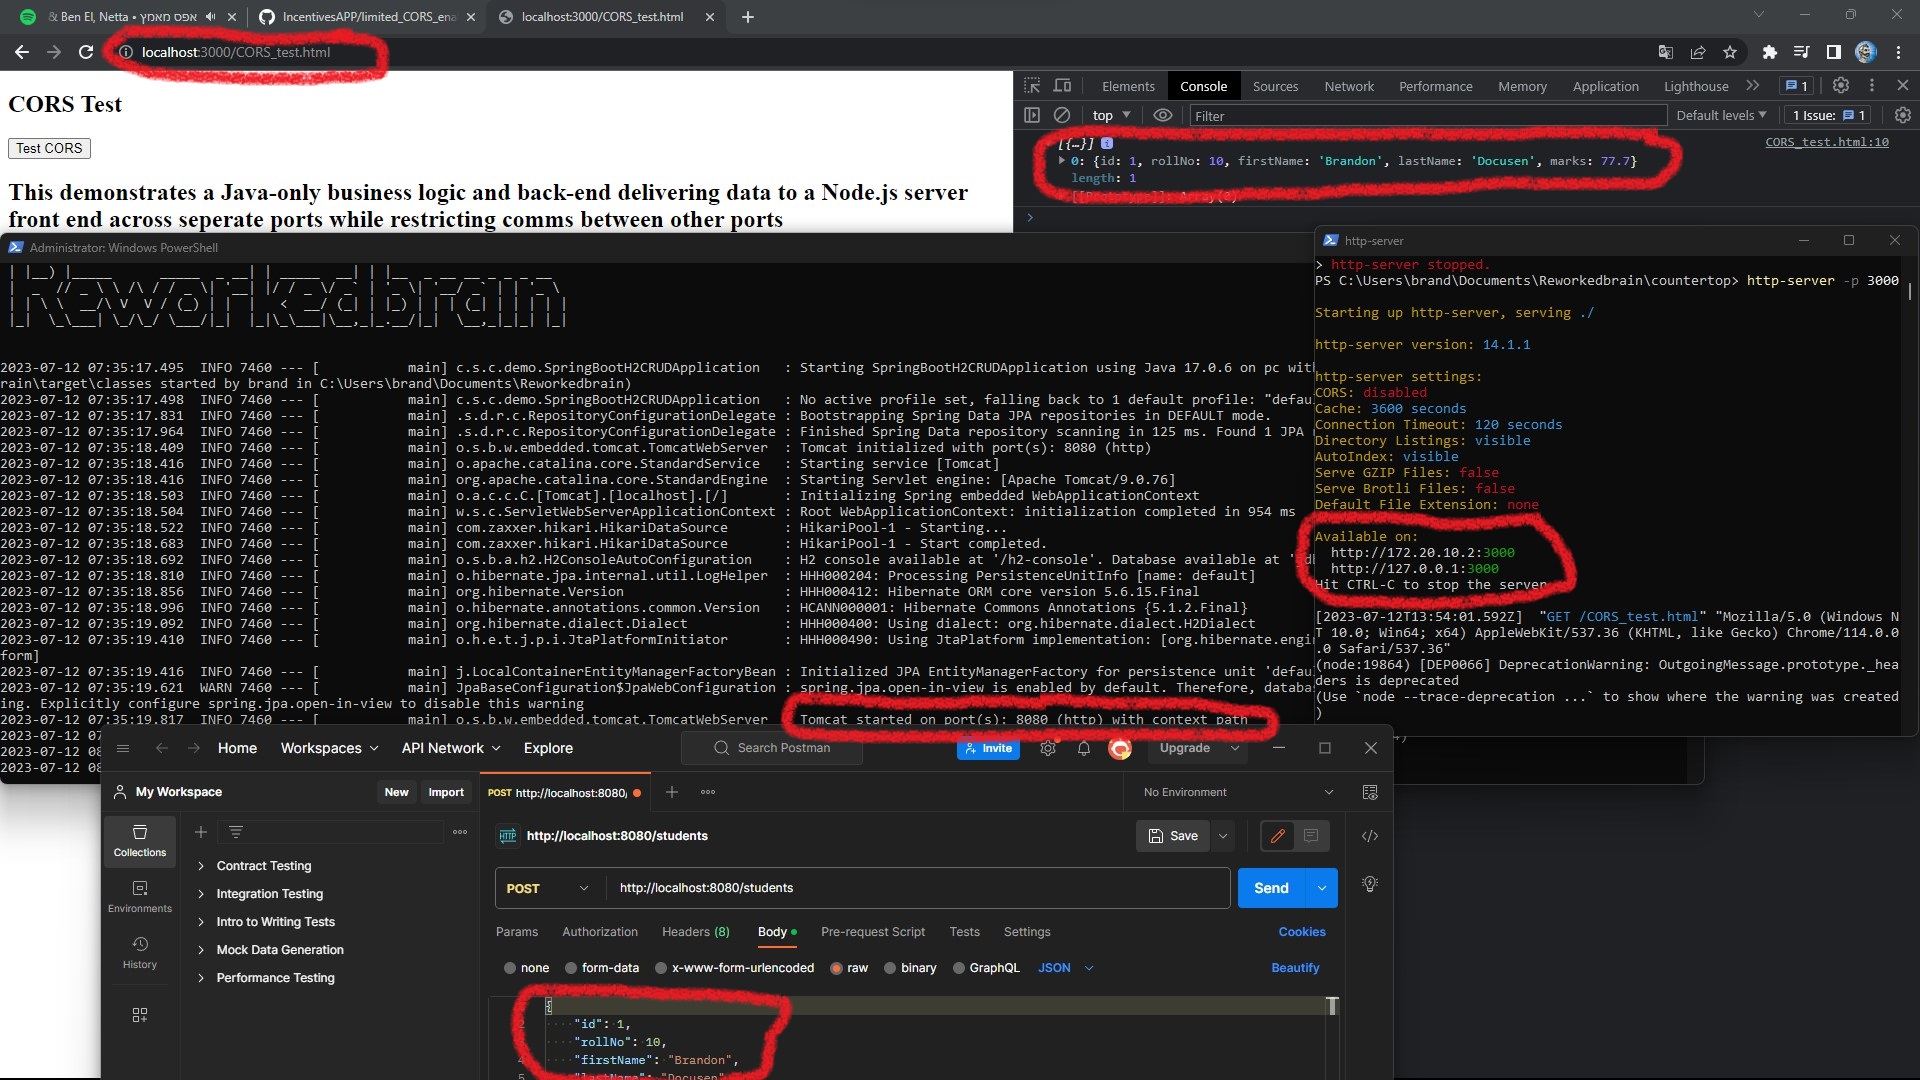 & Ben El, Netta • אפס מאמץ
IncentivesAPP/limited_CORS_ena
localhost:3000/CORS_test.html
localhost:3000/CORS_test.html
CORS Test
Test CORS
This demonstrates a Java-only business logic and back-end delivering data to a Node.js server
front end across seperate ports while restricting comms between other ports
Elements Console Sources Network Performance Memory Application Lighthouse 1
top Filter Default levels 1 Issue: 1
[{…}] CORS_test.html:10
0: {id: 1, rollNo: 10, firstName: 'Brandon', lastName: 'Docusen', marks: 77.7}
length: 1
[[Prototype]]: Array(0)
Administrator: Windows PowerShell
Reworkedbrain
2023-07-12 07:35:17.495 INFO 7460 --- [ main] c.s.c.demo.SpringBootH2CRUDApplication : Starting SpringBootH2CRUDApplication using Java 17.0.6 on pc wit
rain\target\classes started by brand in C:\Users\brand\Documents\Reworkedbrain)
2023-07-12 07:35:17.498 INFO 7460 --- [ main] c.s.c.demo.SpringBootH2CRUDApplication : No active profile set, falling back to 1 default profile: "defau
2023-07-12 07:35:17.831 INFO 7460 --- [ main] .s.d.r.c.RepositoryConfigurationDelegate : Bootstrapping Spring Data JPA repositories in DEFAULT mode.
2023-07-12 07:35:17.964 INFO 7460 --- [ main] .s.d.r.c.RepositoryConfigurationDelegate : Finished Spring Data repository scanning in 125 ms. Found 1 JPA
2023-07-12 07:35:18.409 INFO 7460 --- [ main] o.s.b.w.embedded.tomcat.TomcatWebServer : Tomcat initialized with port(s): 8080 (http)
2023-07-12 07:35:18.416 INFO 7460 --- [ main] o.apache.catalina.core.StandardService : Starting service [Tomcat]
2023-07-12 07:35:18.416 INFO 7460 --- [ main] org.apache.catalina.core.StandardEngine : Starting Servlet engine: [Apache Tomcat/9.0.76]
2023-07-12 07:35:18.503 INFO 7460 --- [ main] o.a.c.c.C.[Tomcat].[localhost].[/] : Initializing Spring embedded WebApplicationContext
2023-07-12 07:35:18.504 INFO 7460 --- [ main] w.s.c.ServletWebServerApplicationContext : Root WebApplicationContext: initialization completed in 954 ms
2023-07-12 07:35:18.522 INFO 7460 --- [ main] com.zaxxer.hikari.HikariDataSource : HikariPool-1 - Starting...
2023-07-12 07:35:18.683 INFO 7460 --- [ main] com.zaxxer.hikari.HikariDataSource : HikariPool-1 - Start completed.
2023-07-12 07:35:18.692 INFO 7460 --- [ main] o.s.b.a.h2.H2ConsoleAutoConfiguration : H2 console available at '/h2-console'. Database available at
2023-07-12 07:35:18.810 INFO 7460 --- [ main] o.hibernate.jpa.internal.util.LogHelper : HHH000204: Processing PersistenceUnitInfo [name: default]
2023-07-12 07:35:18.856 INFO 7460 --- [ main] org.hibernate.Version : HHH000412: Hibernate ORM core version 5.6.15.Final
2023-07-12 07:35:18.996 INFO 7460 --- [ main] o.hibernate.annotations.common.Version : HCANN000001: Hibernate Commons Annotations {5.1.2.Final}
2023-07-12 07:35:19.092 INFO 7460 --- [ main] org.hibernate.dialect.Dialect : HHH000400: Using dialect: org.hibernate.dialect.H2Dialect
2023-07-12 07:35:19.410 INFO 7460 --- [ main] o.h.e.t.j.p.i.JtaPlatformInitiator : HHH000490: Using JtaPlatform implementation: [org.hibernate.engin
form]
2023-07-12 07:35:19.416 INFO 7460 --- [ main] j.LocalContainerEntityManagerFactoryBean : Initialized JPA EntityManagerFactory for persistence unit 'defau
2023-07-12 07:35:19.621 WARN 7460 --- [ main] JpaBaseConfiguration$JpaWebConfiguration : spring.jpa.open-in-view is enabled by default. Therefore, databas
ing. Explicitly configure spring.jpa.open-in-view to disable this warning
2023-07-12 07:35:19.817 INFO 7460 --- [ main] o.s.b.w.embedded.tomcat.TomcatWebServer Tomcat started on port(s): 8080 (http) with context path
2023-07-12 07
2023-07-12 08
2023-07-12 08
http-server
> http-server stopped.
PS C:\Users\brand\Documents\Reworkedbrain\countertop> http-server -p 3000
Starting up http-server, serving ./
http-server version: 14.1.1
http-server settings:
CORS: disabled
Cache: 3600 seconds
Connection Timeout: 120 seconds
Directory Listings: visible
AutoIndex: visible
Serve GZIP Files: false
Serve Brotli Files: false
Default File Extension: none
Available on:
http://172.20.10.2:3000
http://127.0.0.1:3000
Hit CTRL-C to stop the server
[2023-07-12T13:54:01.592Z] "GET /CORS_test.html" "Mozilla/5.0 (Windows N
T 10.0; Win64; x64) AppleWebKit/537.36 (KHTML, like Gecko) Chrome/114.0.0
.0 Safari/537.36"
(node:19864) [DEP0066] DeprecationWarning: OutgoingMessage.prototype._hea
ders is deprecated
(Use `node --trace-deprecation ...` to show where the warning was created
)
Home Workspaces API Network Explore Search Postman Invite Upgrade
My Workspace New Import POST http://localhost:8080/ No Environment
Collections
Environments
History
Contract Testing
Integration Testing
Intro to Writing Tests
Mock Data Generation
Performance Testing
HTTP http://localhost:8080/students Save
POST http://localhost:8080/students Send
Params Authorization Headers (8) Body Pre-request Script Tests Settings Cookies
none form-data x-www-form-urlencoded raw binary GraphQL JSON Beautify
{
2 "id": 1,
"rollNo": 10,
4 "firstName": "Brandon",
5 "lastName": "Docusen"